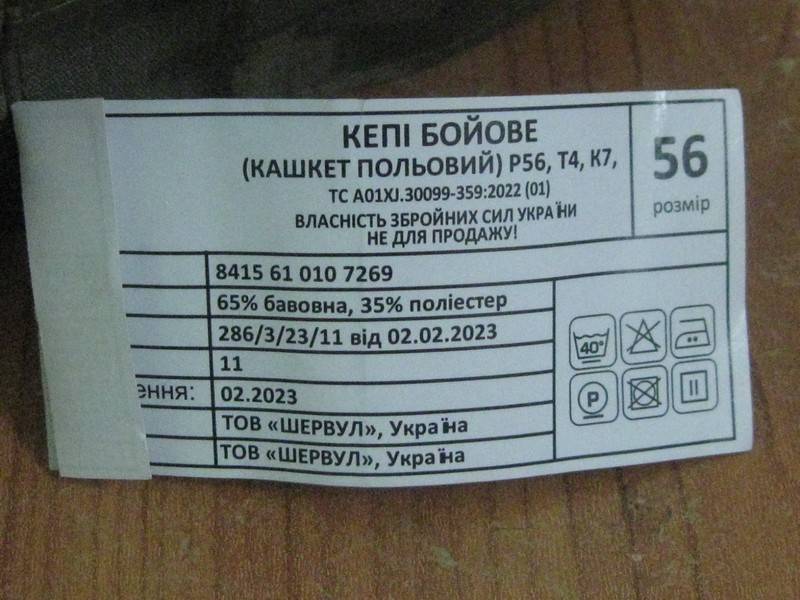 КЕПІ БОЙОВЕ
(КАШКЕТ ПОЛЬОВИЙ) Р56, Т4, К7,
ТС А01XJ.30099-359:2022 (01)
ВЛАСНІСТЬ ЗБРОЙНИХ СИЛ УКРАЇНИ
НЕ ДЛЯ ПРОДАЖУ!
56
розмір
8415 61 010 7269
65% бавовна, 35% поліестер
286/3/23/11 від 02.02.2023
11
ення: 02.2023
ТОВ «ШЕРВУЛ», Україна
ТОВ «ШЕРВУЛ», Україна
40°
P